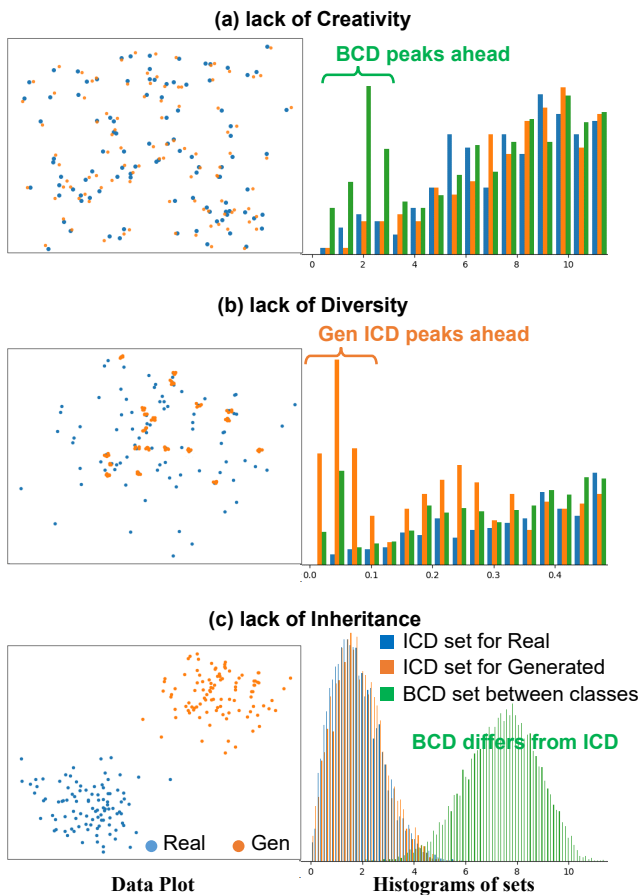 (a) lack of Creativity
BCD peaks ahead
0 2 4 6 8 10
(b) lack of Diversity
Gen ICD peaks ahead
0.0 0.1 0.2 0.3 0.4
(c) lack of Inheritance
ICD set for Real
ICD set for Generated
BCD set between classes
BCD differs from ICD
Real Gen
0 2 4 6 8 10
Data Plot Histograms of sets